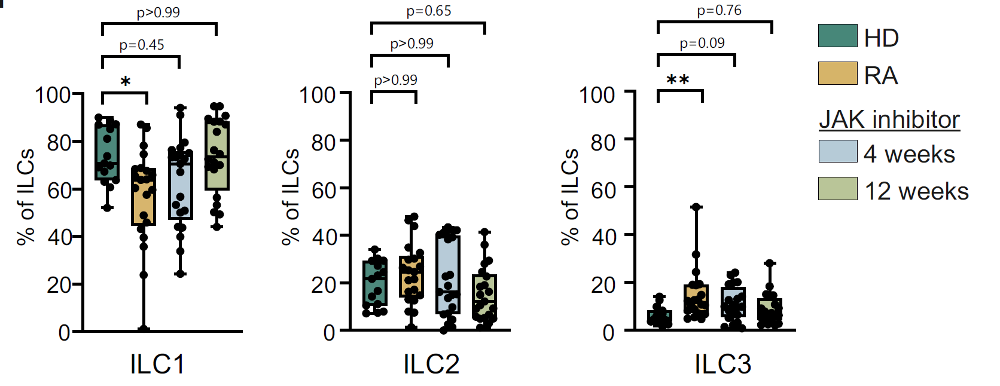 p>0.99
p=0.45
*
100
80
60
40
20
0
% of ILCs
ILC1
p=0.65
p>0.99
p>0.99
100
80
60
40
20
0
% of ILCs
ILC2
p=0.76
p=0.09
**
100
80
60
40
20
0
% of ILCs
ILC3
HD
RA
JAK inhibitor
4 weeks
12 weeks